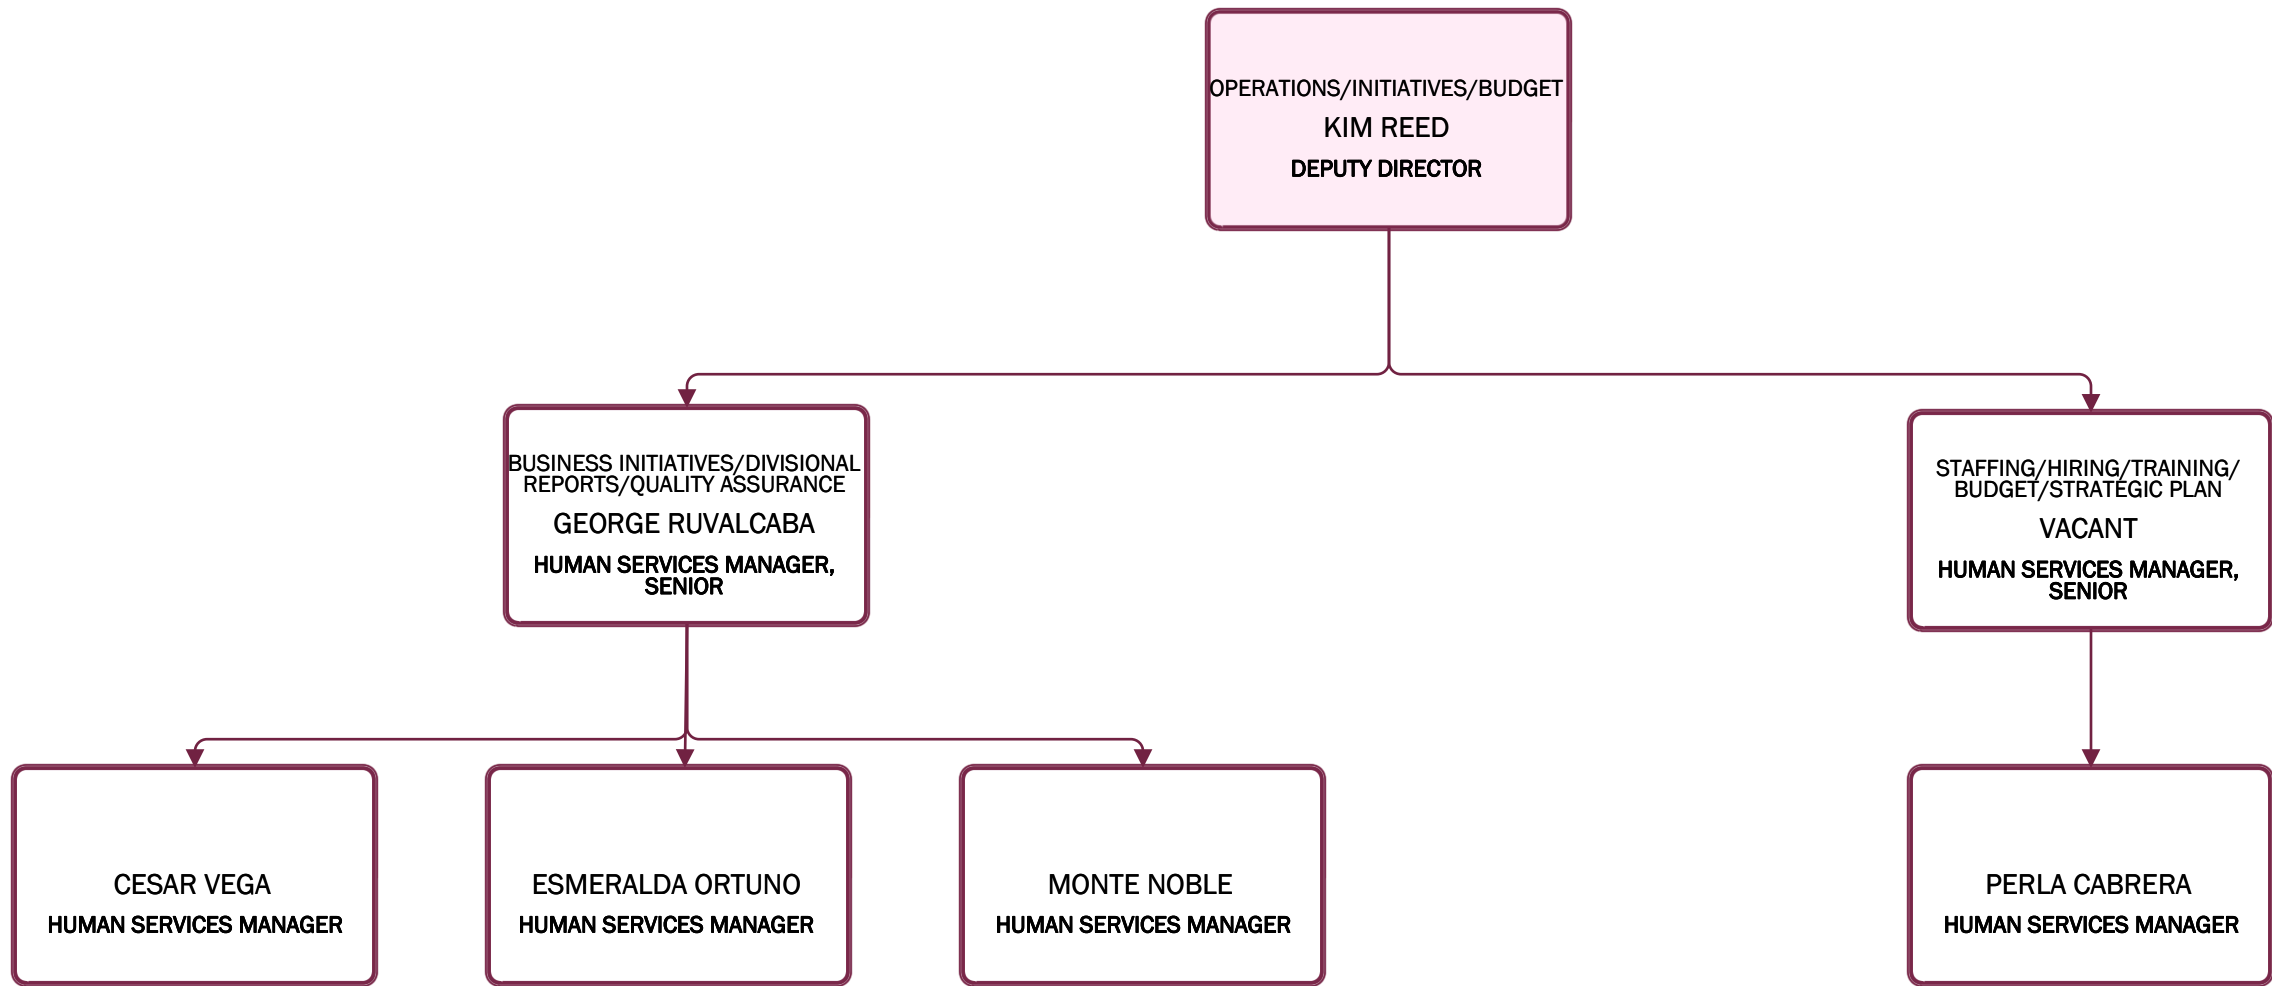 OPERATIONS/INITIATIVES/BUDGET
KIM REED
DEPUTY DIRECTOR
BUSINESS INITIATIVES/DIVISIONAL
REPORTS/QUALITY ASSURANCE
GEORGE RUVALCABA
HUMAN SERVICES MANAGER,
SENIOR
STAFFING/HIRING/TRAINING/
BUDGET/STRATEGIC PLAN
VACANT
HUMAN SERVICES MANAGER,
SENIOR
CESAR VEGA
HUMAN SERVICES MANAGER
ESMERALDA ORTUNO
HUMAN SERVICES MANAGER
MONTE NOBLE
HUMAN SERVICES MANAGER
PERLA CABRERA
HUMAN SERVICES MANAGER